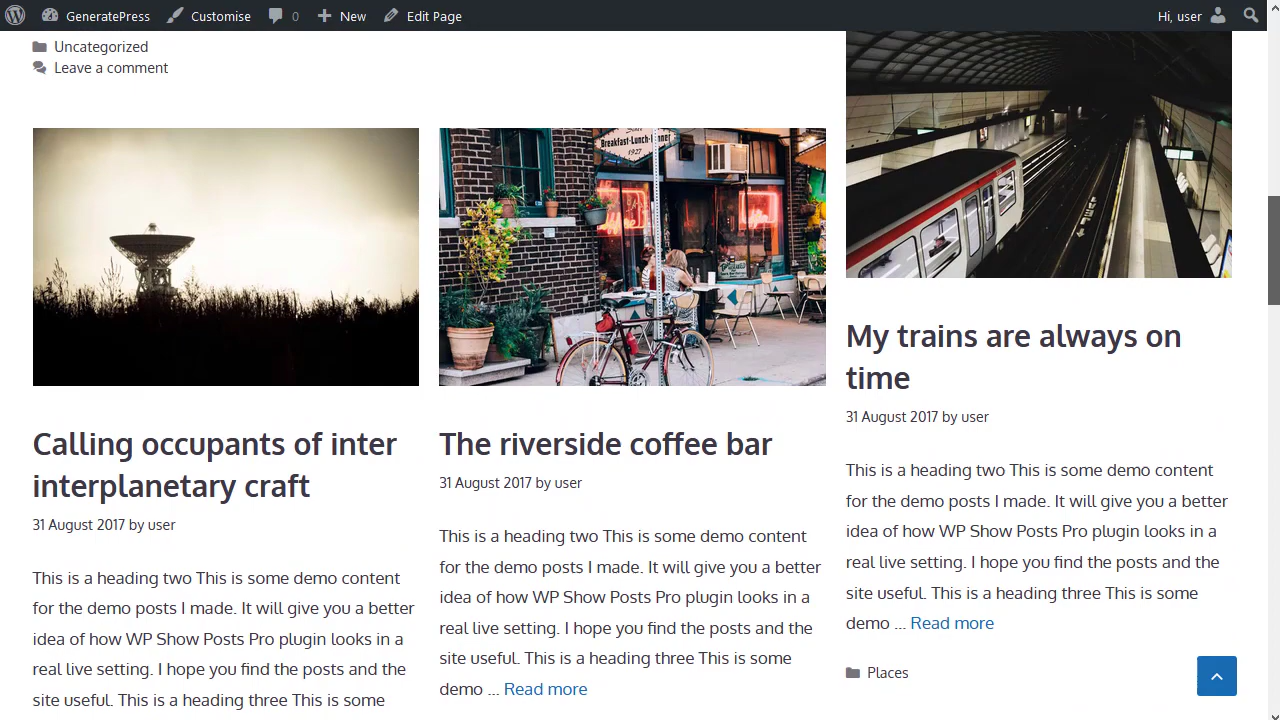 GeneratePress Customise 0 New Edit Page Hi, user
Uncategorized
Leave a comment
Breakfast-Lunch-Dinner
1927
Calling occupants of inter
interplanetary craft
31 August 2017 by user
This is a heading two This is some demo content
for the demo posts I made. It will give you a better
idea of how WP Show Posts Pro plugin looks in a
real live setting. I hope you find the posts and the
site useful. This is a heading three This is some
The riverside coffee bar
31 August 2017 by user
This is a heading two This is some demo content
for the demo posts I made. It will give you a better
idea of how WP Show Posts Pro plugin looks in a
real live setting. I hope you find the posts and the
site useful. This is a heading three This is some
demo ... Read more
My trains are always on
time
31 August 2017 by user
This is a heading two This is some demo content
for the demo posts I made. It will give you a better
idea of how WP Show Posts Pro plugin looks in a
real live setting. I hope you find the posts and the
site useful. This is a heading three This is some
demo ... Read more
Places